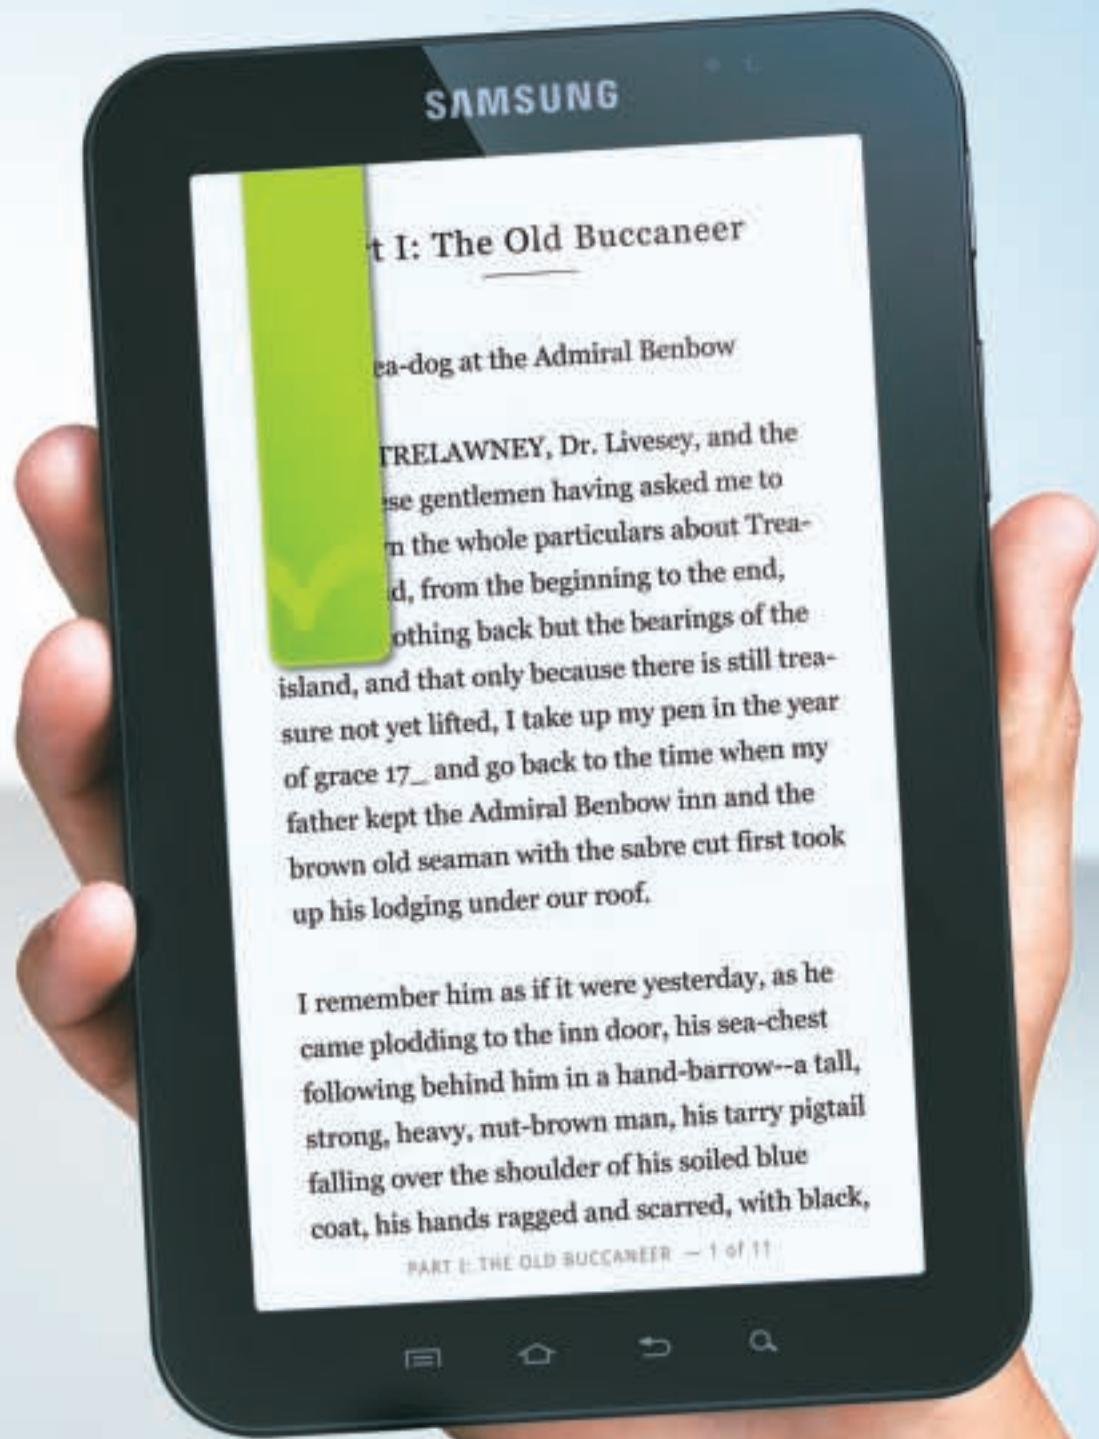 SAMSUNG
t I: The Old Buccaneer
ea-dog at the Admiral Benbow
TRELAWNEY, Dr. Livesey, and the
ese gentlemen having asked me to
n the whole particulars about Trea-
d, from the beginning to the end,
othing back but the bearings of the
island, and that only because there is still trea-
sure not yet lifted, I take up my pen in the year
of grace 17_ and go back to the time when my
father kept the Admiral Benbow inn and the
brown old seaman with the sabre cut first took
up his lodging under our roof.
I remember him as if it were yesterday, as he
came plodding to the inn door, his sea-chest
following behind him in a hand-barrow--a tall,
strong, heavy, nut-brown man, his tarry pigtail
falling over the shoulder of his soiled blue
coat, his hands ragged and scarred, with black,
PART I: THE OLD BUCCANEER — 1 of 11